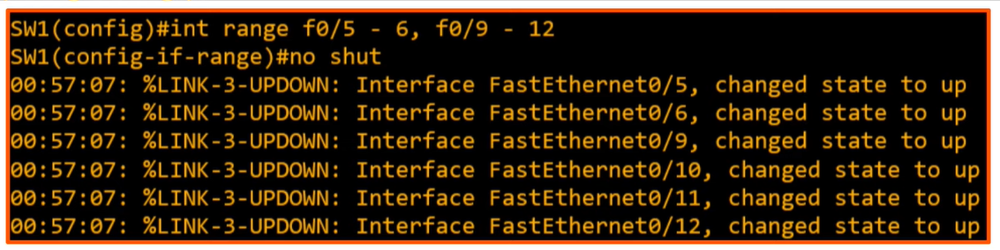 SW1(config)#int range f0/5 - 6, f0/9 - 12
SW1(config-if-range)#no shut
00:57:07: %LINK-3-UPDOWN: Interface FastEthernet0/5, changed state to up
00:57:07: %LINK-3-UPDOWN: Interface FastEthernet0/6, changed state to up
00:57:07: %LINK-3-UPDOWN: Interface FastEthernet0/9, changed state to up
00:57:07: %LINK-3-UPDOWN: Interface FastEthernet0/10, changed state to up
00:57:07: %LINK-3-UPDOWN: Interface FastEthernet0/11, changed state to up
00:57:07: %LINK-3-UPDOWN: Interface FastEthernet0/12, changed state to up